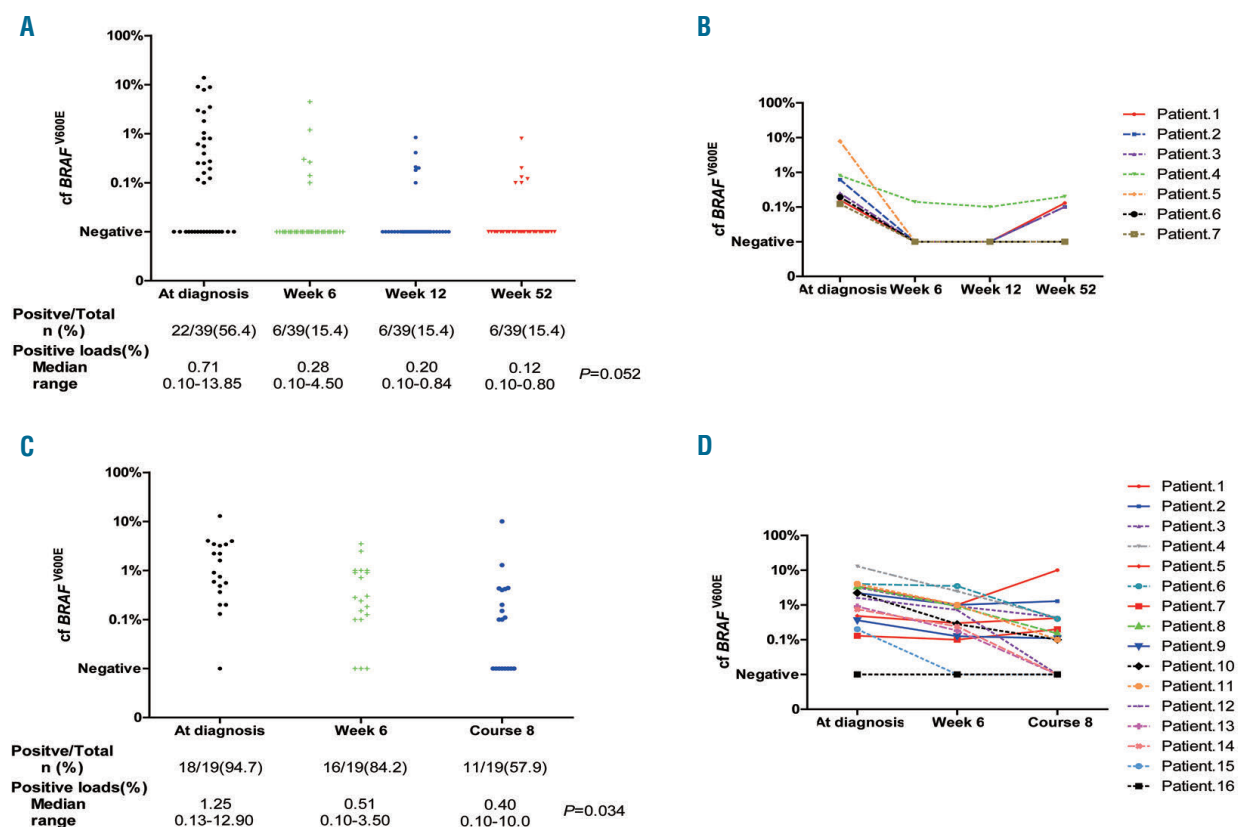 A
100%
10%
1%
0.1%
Negative
0
cf BRAF V600E
At diagnosis Week 6 Week 12 Week 52
Positve/Total
n (%) 22/39(56.4) 6/39(15.4) 6/39(15.4) 6/39(15.4)
Positive loads(%)
Median 0.71 0.28 0.20 0.12
range 0.10-13.85 0.10-4.50 0.10-0.84 0.10-0.80
P=0.052
B
100%
10%
1%
0.1%
Negative
0
cf BRAF V600E
At diagnosis Week 6 Week 12 Week 52
Patient.1
Patient.2
Patient.3
Patient.4
Patient.5
Patient.6
Patient.7
C
100%
10%
1%
0.1%
Negative
0
cf BRAF V600E
At diagnosis Week 6 Course 8
Positve/Total
n (%) 18/19(94.7) 16/19(84.2) 11/19(57.9)
Positive loads(%)
Median 1.25 0.51 0.40
range 0.13-12.90 0.10-3.50 0.10-10.0
P=0.034
D
100%
10%
1%
0.1%
Negative
0
cf BRAF V600E
At diagnosis Week 6 Course 8
Patient.1
Patient.2
Patient.3
Patient.4
Patient.5
Patient.6
Patient.7
Patient.8
Patient.9
Patient.10
Patient.11
Patient.12
Patient.13
Patient.14
Patient.15
Patient.16